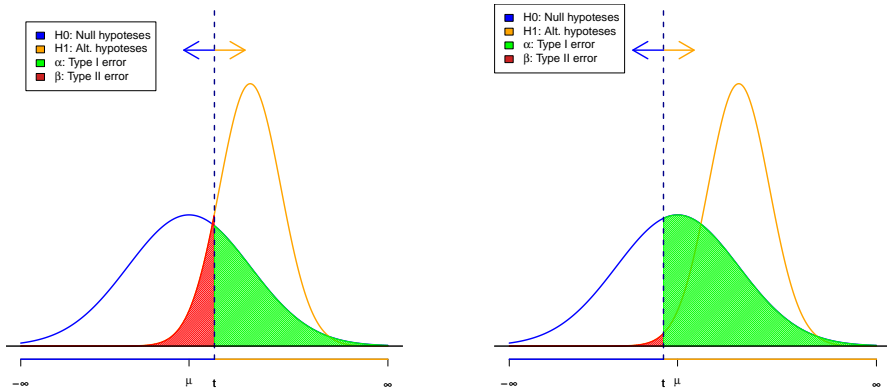 H0: Null hypoteses
H1: Alt. hypoteses
α: Type I error
β: Type II error
−∞ μ t ∞
H0: Null hypoteses
H1: Alt. hypoteses
α: Type I error
β: Type II error
−∞ t μ ∞